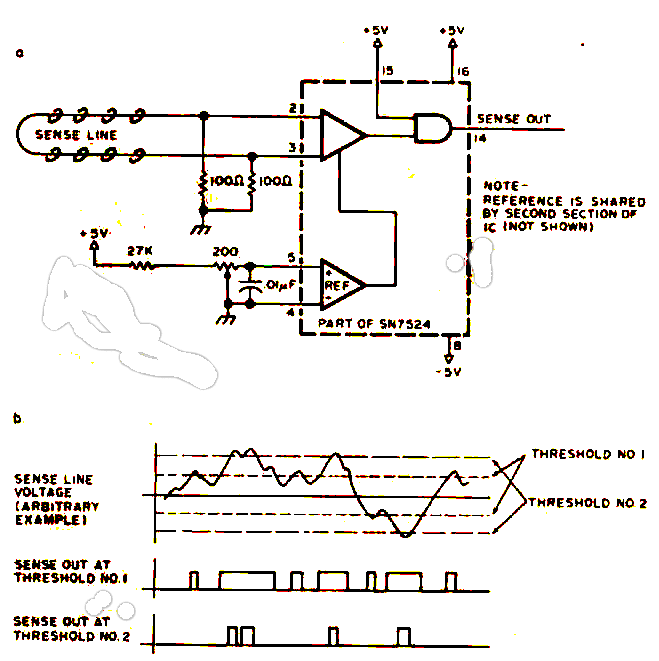 a
+5V
+5V
15
16
2
SENSE OUT
SENSE LINE
14
3
100Ω
100Ω
NOTE-
REFERENCE IS SHARED
BY SECOND SECTION OF
IC (NOT SHOWN)
+5V
27K
200
5
+
REF
.01µF
-
4
PART OF SN7524
8
-5V
b
SENSE LINE
VOLTAGE
(ARBITRARY
EXAMPLE)
THRESHOLD NO.1
THRESHOLD NO.2
SENSE OUT AT
THRESHOLD NO.1
SENSE OUT AT
THRESHOLD NO.2